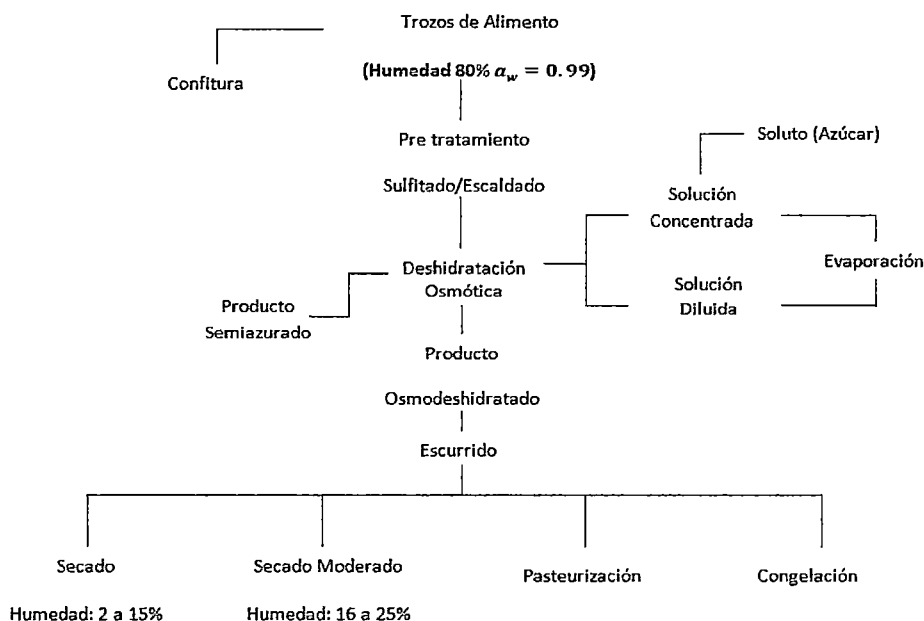 Trozos de Alimento
Confitura
(Humedad 80% a_w = 0.99)
Pre tratamiento
Sulfitado/Escaldado
Soluto (Azúcar)
Solución
Concentrada
Deshidratación
Osmótica
Evaporación
Solución
Diluida
Producto
Semiazurado
Producto
Osmodeshidratado
Escurrido
Secado
Secado Moderado
Pasteurización
Congelación
Humedad: 2 a 15%
Humedad: 16 a 25%